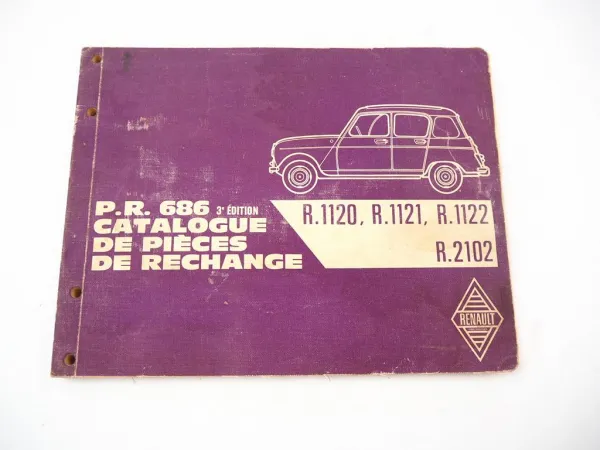 P.R. 686 3e ÉDITION
CATALOGUE
DE PIÈCES
DE RECHANGE
R.1120, R.1121, R.1122
R.2102
RENAULT